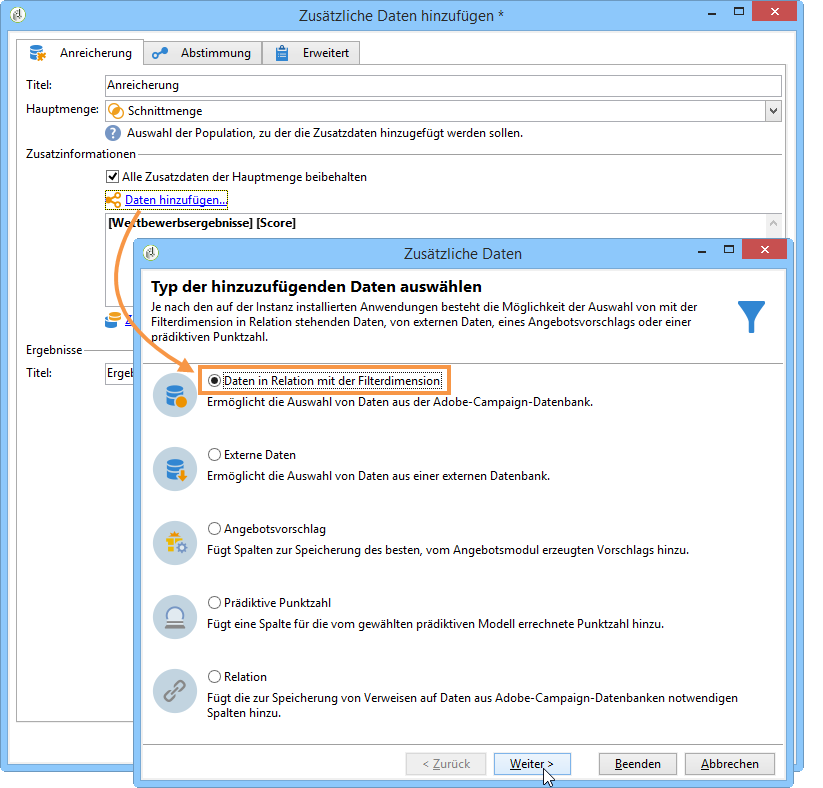 Zusätzliche Daten hinzufügen *
Anreicherung Abstimmung Erweitert
Titel: Anreicherung
Hauptmenge: Schnittmenge
? Auswahl der Population, zu der die Zusatzdaten hinzugefügt werden sollen.
Zusatzinformationen
Alle Zusatzdaten der Hauptmenge beibehalten
Daten hinzufügen...
[Wettbewerbsergebnisse] [Score]
Ergebnisse
Titel:
Zusätzliche Daten
Typ der hinzuzufügenden Daten auswählen
Je nach den auf der Instanz installierten Anwendungen besteht die Möglichkeit der Auswahl von mit der
Filterdimension in Relation stehenden Daten, von externen Daten, eines Angebotsvorschlags oder einer
prädiktiven Punktzahl.
Daten in Relation mit der Filterdimension
Ermöglicht die Auswahl von Daten aus der Adobe-Campaign-Datenbank.
Externe Daten
Ermöglicht die Auswahl von Daten aus einer externen Datenbank.
Angebotsvorschlag
Fügt Spalten zur Speicherung des besten, vom Angebotsmodul erzeugten Vorschlags hinzu.
Prädiktive Punktzahl
Fügt eine Spalte für die vom gewählten prädiktiven Modell errechnete Punktzahl hinzu.
Relation
Fügt die zur Speicherung von Verweisen auf Daten aus Adobe-Campaign-Datenbanken notwendigen
Spalten hinzu.
< Zurück Weiter > Beenden Abbrechen